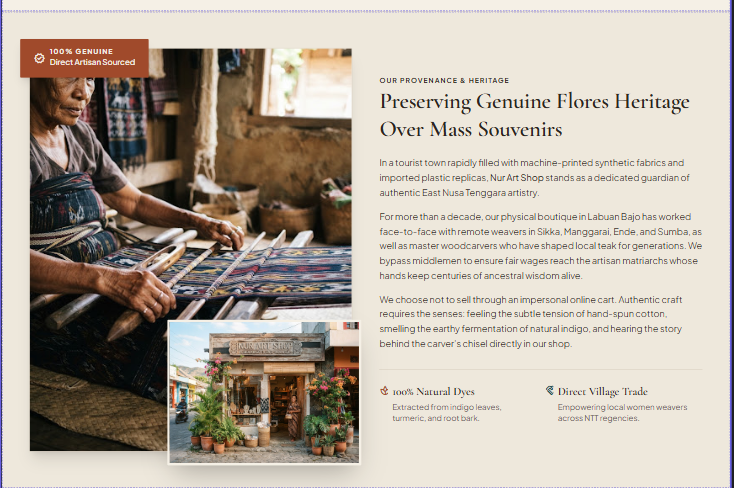 100% GENUINE
Direct Artisan Sourced
OUR PROVENANCE & HERITAGE
Preserving Genuine Flores Heritage
Over Mass Souvenirs
In a tourist town rapidly filled with machine-printed synthetic fabrics and
imported plastic replicas, Nur Art Shop stands as a dedicated guardian of
authentic East Nusa Tenggara artistry.
For more than a decade, our physical boutique in Labuan Bajo has worked
face-to-face with remote weavers in Sikka, Manggarai, Ende, and Sumba, as
well as master woodcarvers who have shaped local teak for generations. We
bypass middlemen to ensure fair wages reach the artisan matriarchs whose
hands keep centuries of ancestral wisdom alive.
We choose not to sell through an impersonal online cart. Authentic craft
requires the senses: feeling the subtle tension of hand-spun cotton,
smelling the earthy fermentation of natural indigo, and hearing the story
behind the carver's chisel directly in our shop.
NUR ART SHOP
100% Natural Dyes
Extracted from indigo leaves,
turmeric, and root bark.
Direct Village Trade
Empowering local women weavers
across NTT regencies.